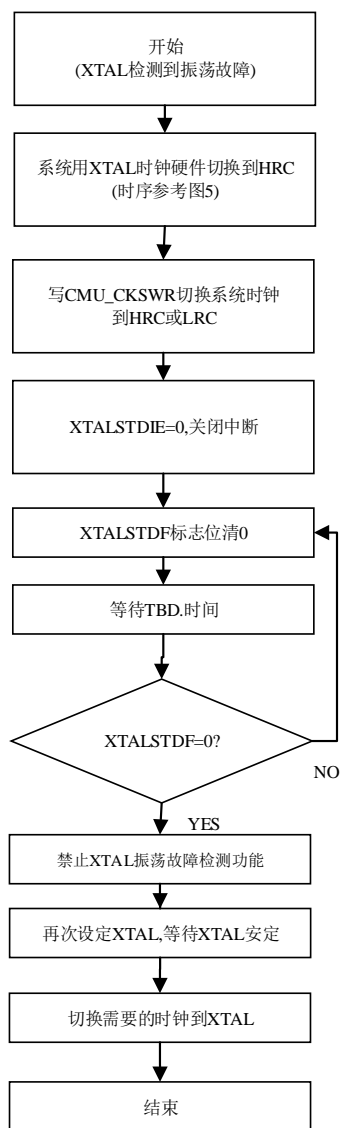 开始
(XTAL检测到振荡故障)
系统用XTAL时钟硬件切换到HRC
(时序参考图5)
写CMU_CKSWR切换系统时钟
到HRC或LRC
XTALSTDIE=0,关闭中断
XTALSTDF标志位清0
等待TBD.时间
XTALSTDF=0?
NO
YES
禁止XTAL振荡故障检测功能
再次设定XTAL,等待XTAL安定
切换需要的时钟到XTAL
结束